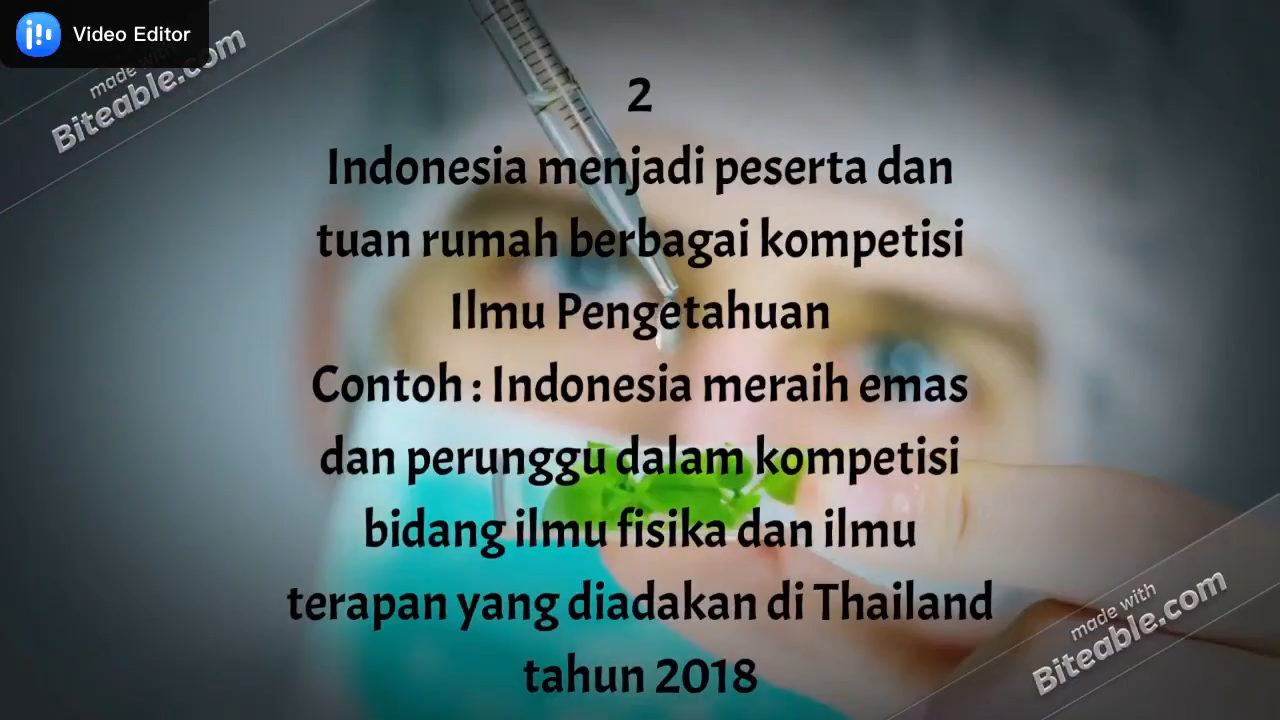 Video Editor
made with
Biteable.com
2
Indonesia menjadi peserta dan
tuan rumah berbagai kompetisi
Ilmu Pengetahuan
Contoh : Indonesia meraih emas
dan perunggu dalam kompetisi
bidang ilmu fisika dan ilmu
terapan yang diadakan di Thailand
tahun 2018
made with
Biteable.com